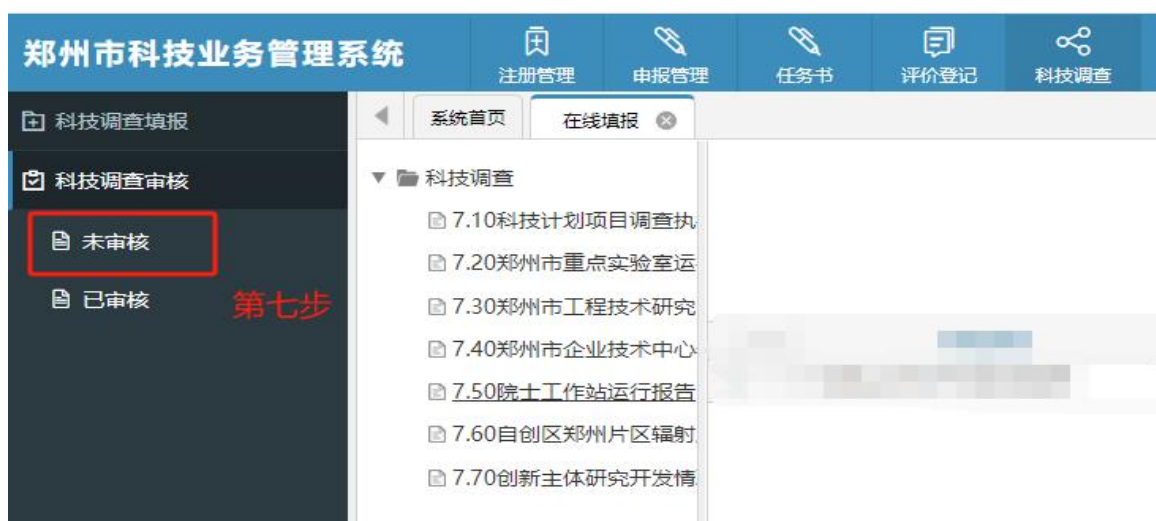 郑州市科技业务管理系统
注册管理 申报管理 任务书 评价登记 科技调查
科技调查填报
系统首页 在线填报
科技调查审核
科技调查
未审核
7.10科技计划项目调查执
7.20郑州市重点实验室运
已审核
第七步
7.30郑州市工程技术研究
7.40郑州市企业技术中心
7.50院士工作站运行报告
7.60自创区郑州片区辐射
7.70创新主体研究开发情